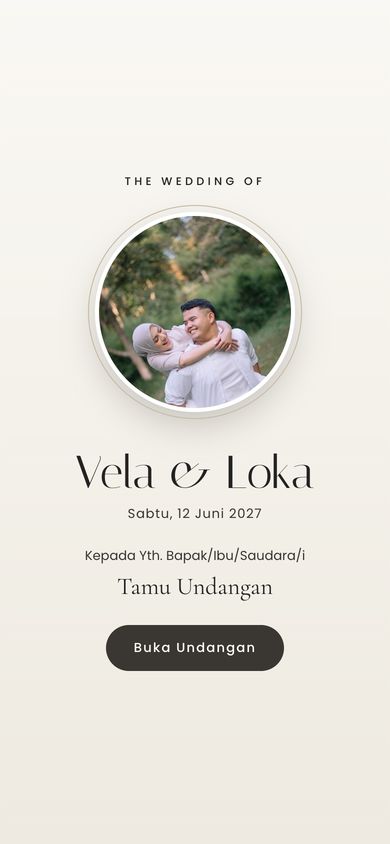 THE WEDDING OF
Vela & Loka
Sabtu, 12 Juni 2027
Kepada Yth. Bapak/Ibu/Saudara/i
Tamu Undangan
Buka Undangan